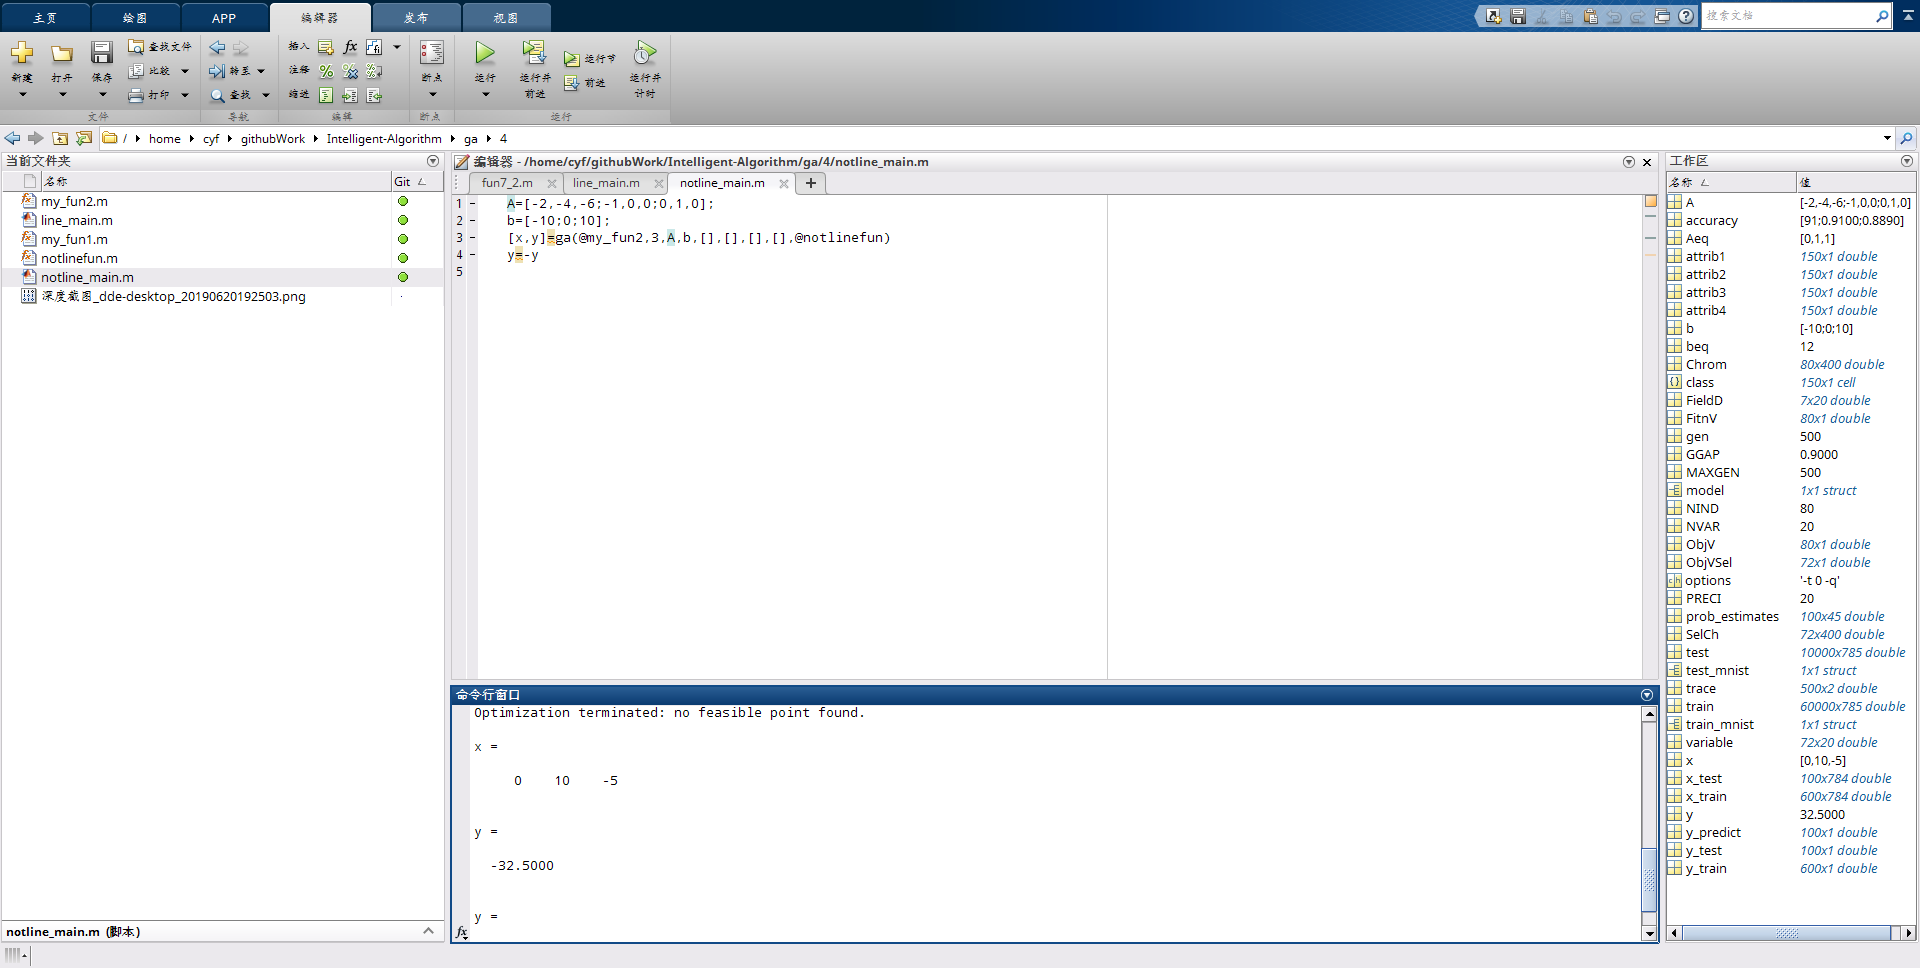 主页 绘图 APP 编辑器 发布 视图
搜索文档
新建 打开 保存 查找文件 比较 打印
转至 查找
插入 fx fi
注释
缩进
断点
运行 运行并前进 运行节 前进 运行并计时
文件 导航 编辑 断点 运行
/ home cyf githubWork Intelligent-Algorithm ga 4
当前文件夹
名称 Git
my_fun2.m
line_main.m
my_fun1.m
notlinefun.m
notline_main.m
深度截图_dde-desktop_20190620192503.png
notline_main.m (脚本)
编辑器 - /home/cyf/githubWork/Intelligent-Algorithm/ga/4/notline_main.m
fun7_2.m line_main.m notline_main.m
1 - A=[-2,-4,-6;-1,0,0;0,1,0];
2 - b=[-10;0;10];
3 - [x,y]=ga(@my_fun2,3,A,b,[],[],[],[],@notlinefun)
4 - y=-y
5
命令行窗口
Optimization terminated: no feasible point found.
x =
0 10 -5
y =
-32.5000
y =
fx
工作区
名称 值
A [-2,-4,-6;-1,0,0;0,1,0]
accuracy [91;0.9100;0.8890]
Aeq [0,1,1]
attrib1 150x1 double
attrib2 150x1 double
attrib3 150x1 double
attrib4 150x1 double
b [-10;0;10]
beq 12
Chrom 80x400 double
class 150x1 cell
FieldD 7x20 double
FitnV 80x1 double
gen 500
GGAP 0.9000
MAXGEN 500
model 1x1 struct
NIND 80
NVAR 20
ObjV 80x1 double
ObjVSel 72x1 double
options '-t 0 -q'
PRECI 20
prob_estimates 100x45 double
SelCh 72x400 double
test 10000x785 double
test_mnist 1x1 struct
trace 500x2 double
train 60000x785 double
train_mnist 1x1 struct
variable 72x20 double
x [0,10,-5]
x_test 100x784 double
x_train 600x784 double
y 32.5000
y_predict 100x1 double
y_test 100x1 double
y_train 600x1 double